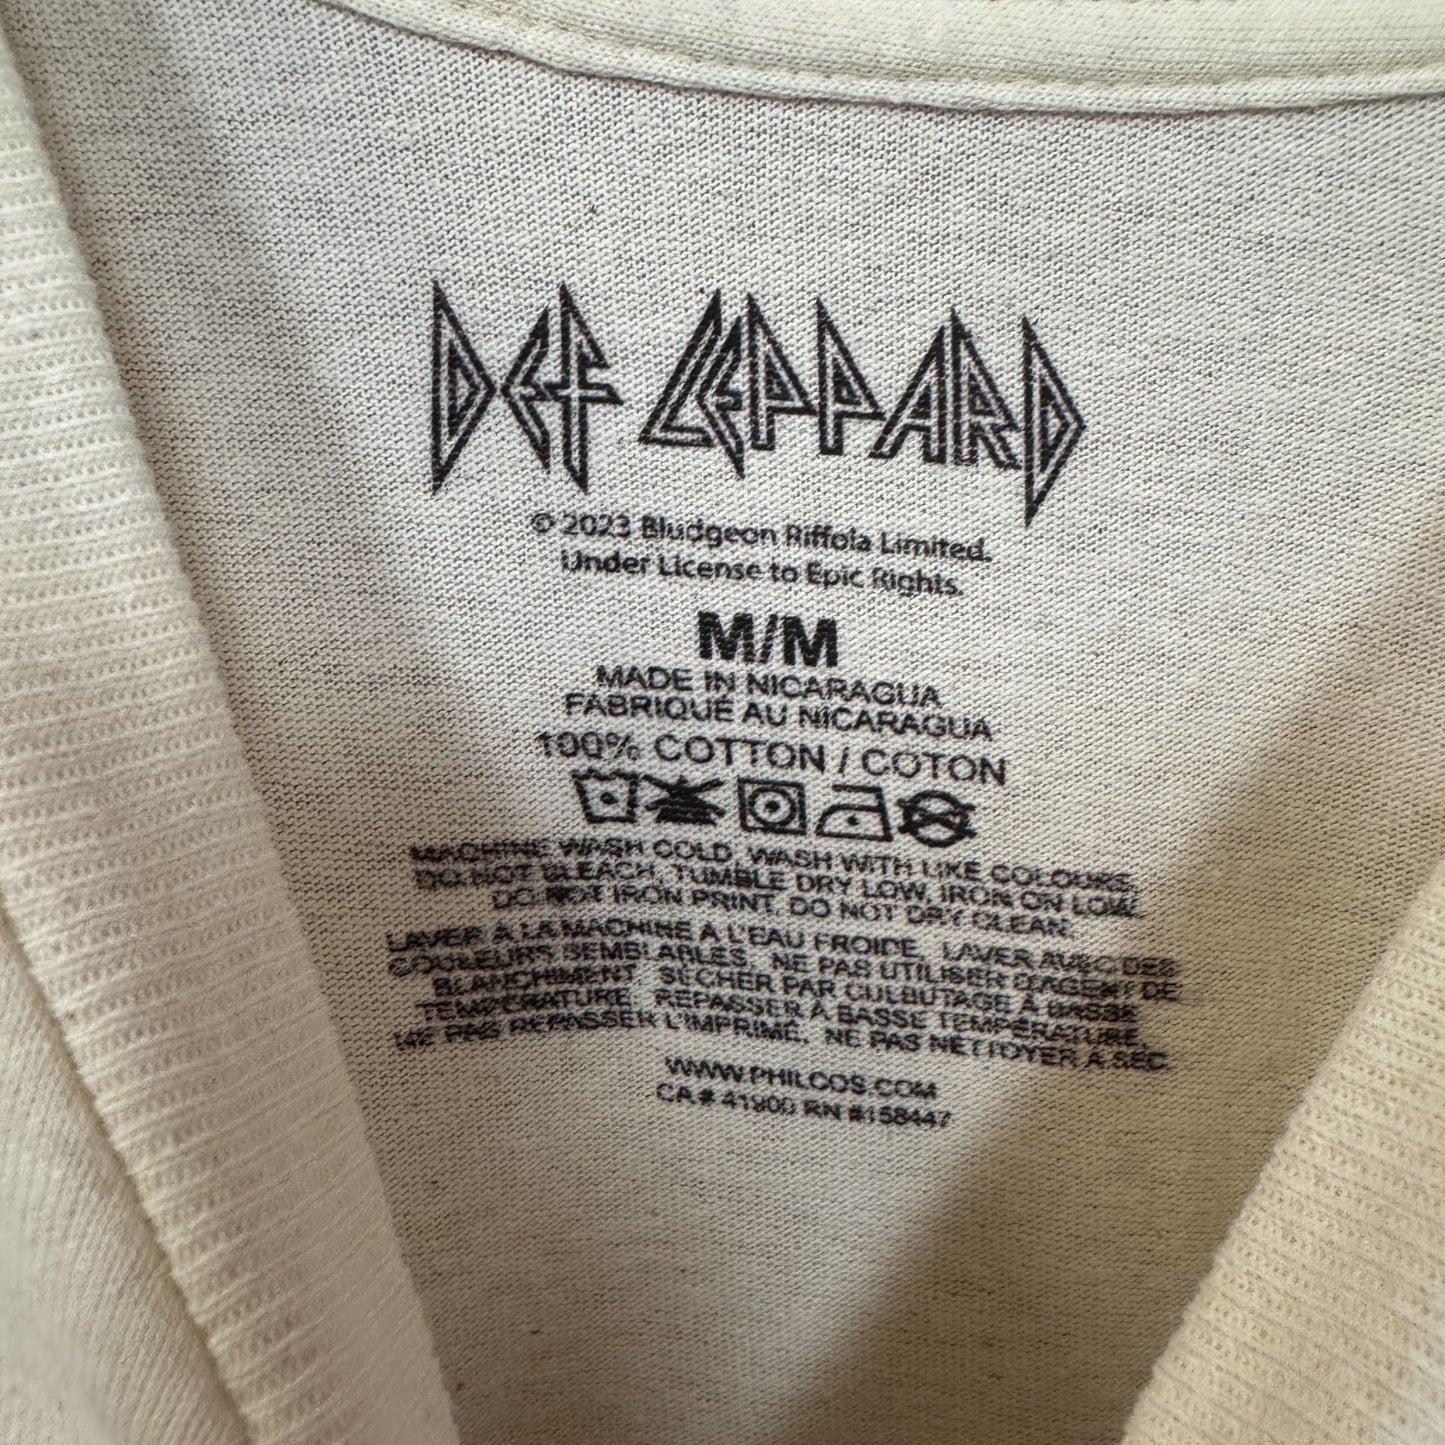 DEF LEPPARD
© 2023 Bludgeon Riffola Limited.
Under License to Epic Rights.
M/M
MADE IN NICARAGUA
FABRIQUÉ AU NICARAGUA
100% COTTON / COTON
MACHINE WASH COLD, WASH WITH LIKE COLOURS,
DO NOT BLEACH, TUMBLE DRY LOW, IRON ON LOW,
DO NOT IRON PRINT, DO NOT DRY CLEAN.
LAVER À LA MACHINE À L'EAU FROIDE, LAVER AVEC DES
COULEURS SEMBLABLES, NE PAS UTILISER D'AGENT DE
BLANCHIMENT, SÉCHER PAR CULBUTAGE À BASSE
TEMPÉRATURE, REPASSER À BASSE TEMPÉRATURE,
NE PAS REPASSER L'IMPRIMÉ, NE PAS NETTOYER À SEC.
WWW.PHILCOS.COM
CA # 41900 RN #158447